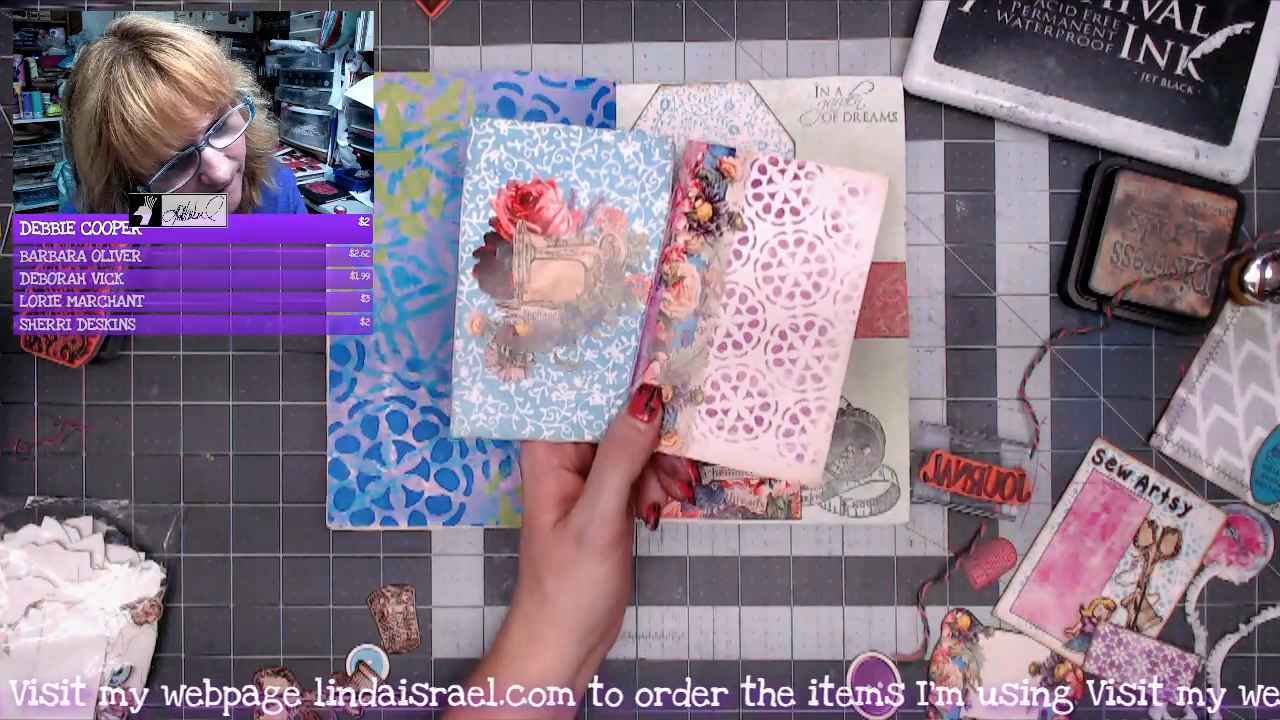 DEBBIE COOPER $2
BARBARA OLIVER $2.62
DEBORAH VICK $1.99
LORIE MARCHANT $3
SHERRI DESKINS $2
IN A
garden
OF DREAMS
ACID FREE
PERMANENT
WATERPROOF
INK
- JET BLACK -
JOURNAL
sew Artsy
Visit my webpage lindaisrael.com to order the items I'm using Visit my we